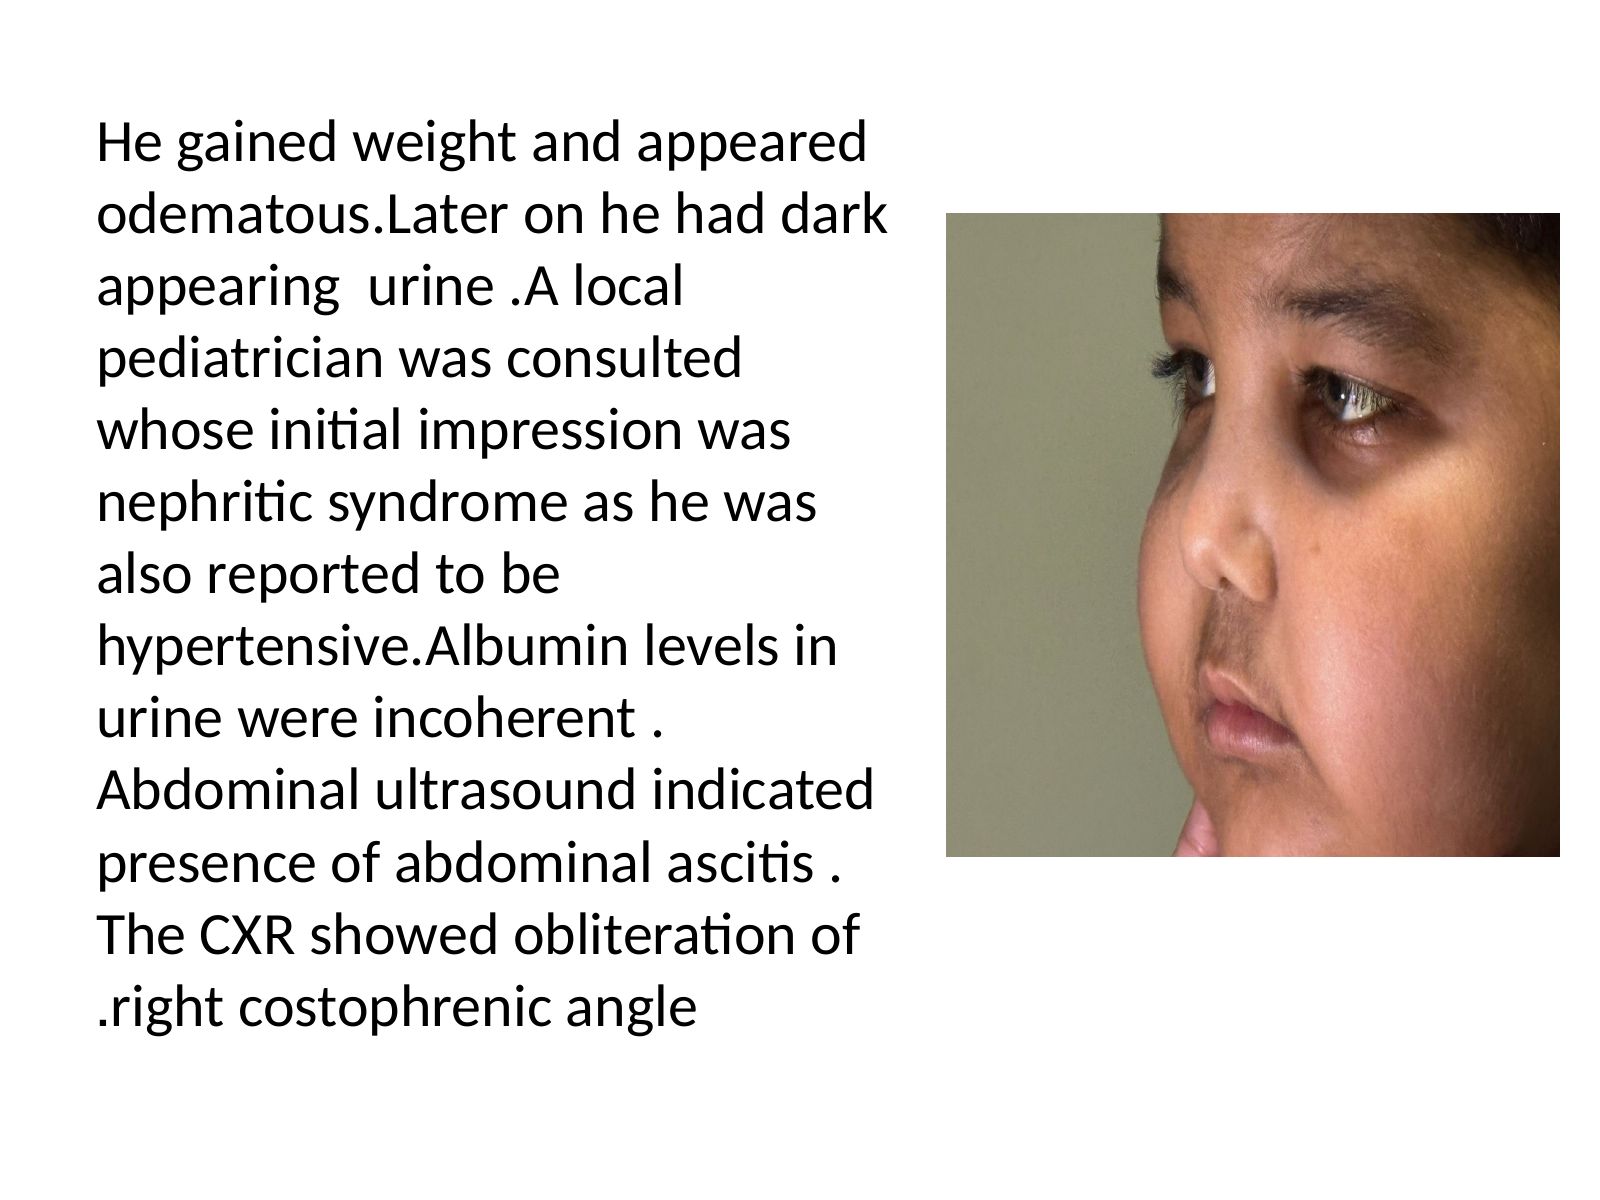 He gained weight and appeared
odematous.Later on he had dark
appearing  urine .A local
pediatrician was consulted
whose initial impression was
nephritic syndrome as he was
also reported to be
hypertensive.Albumin levels in
urine were incoherent .
Abdominal ultrasound indicated
presence of abdominal ascitis .
The CXR showed obliteration of
.right costophrenic angle